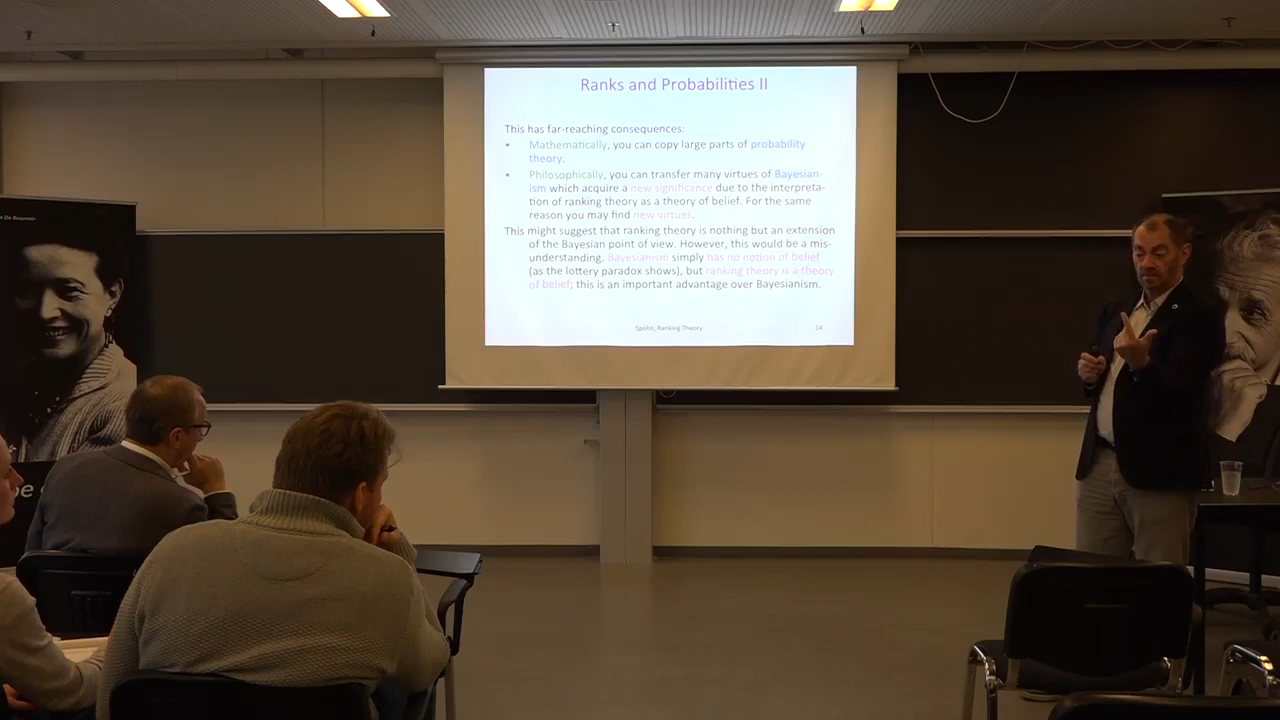 Ranks and Probabilities II
This has far-reaching consequences:
• Mathematically, you can copy large parts of probability
theory.
• Philosophically, you can transfer many virtues of Bayesian-
ism which acquire a new significance due to the interpreta-
tion of ranking theory as a theory of belief. For the same
reason you may find new virtues.
This might suggest that ranking theory is nothing but an extension
of the Bayesian point of view. However, this would be a mis-
understanding. Bayesianism simply has no notion of belief
(as the lottery paradox shows), but ranking theory is a theory
of belief; this is an important advantage over Bayesianism.
Spohn, Ranking Theory 14